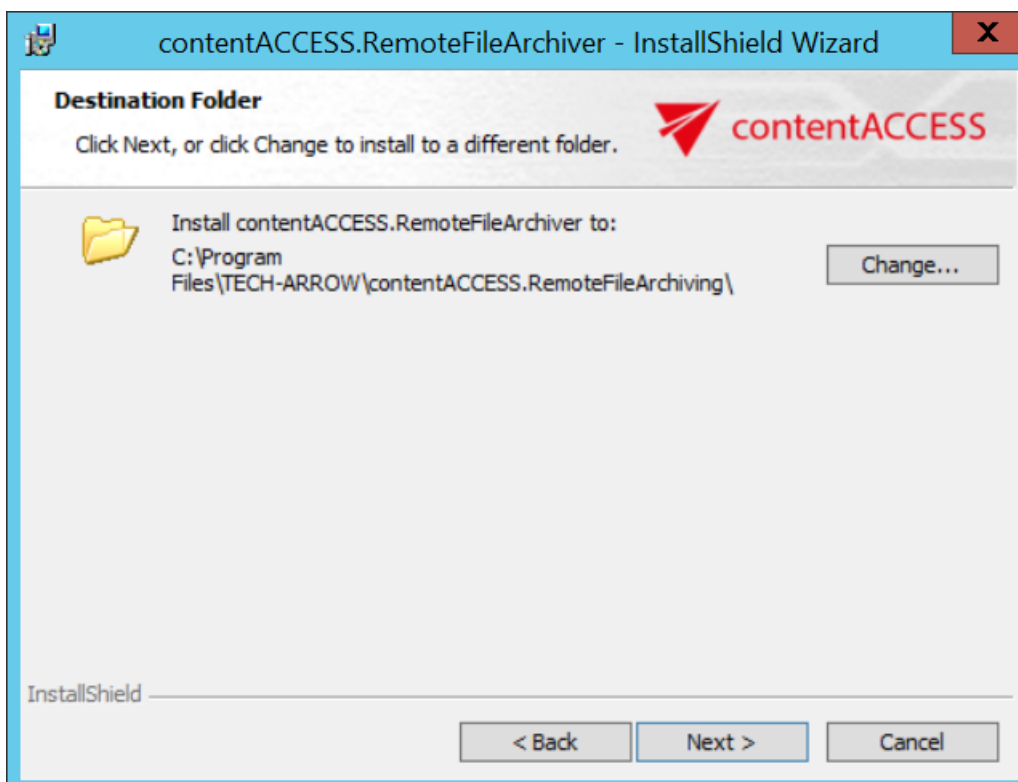 contentACCESS.RemoteFileArchiver - InstallShield Wizard
X
Destination Folder
Click Next, or click Change to install to a different folder.
contentACCESS
Install contentACCESS.RemoteFileArchiver to:
C:\Program
Files\TECH-ARROW\contentACCESS.RemoteFileArchiving\
Change...
InstallShield
< Back
Next >
Cancel